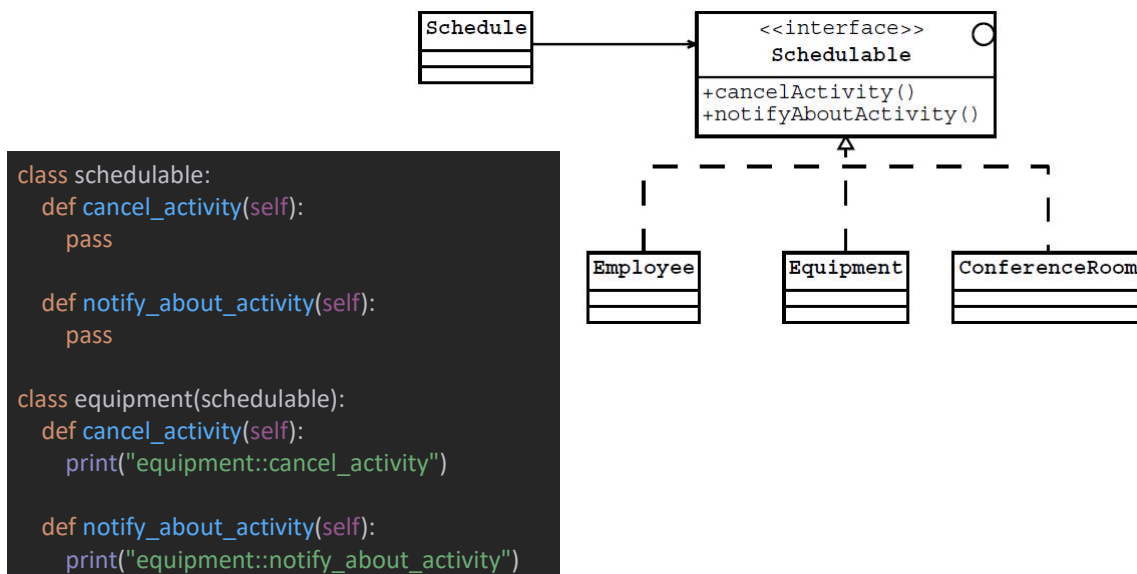 Schedule
<<interface>>
Schedulable
+cancelActivity()
+notifyAboutActivity()
Employee
Equipment
ConferenceRoom
class schedulable:
  def cancel_activity(self):
    pass

  def notify_about_activity(self):
    pass

class equipment(schedulable):
  def cancel_activity(self):
    print("equipment::cancel_activity")

  def notify_about_activity(self):
    print("equipment::notify_about_activity")